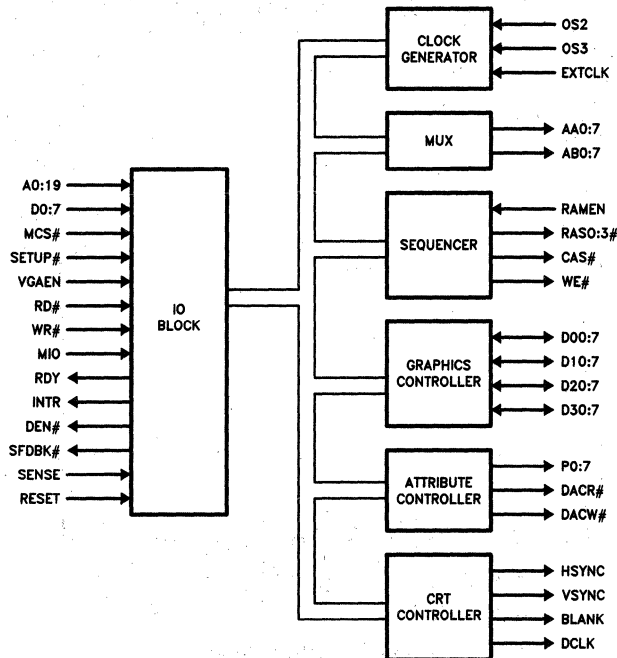 CLOCK
GENERATOR
OS2
OS3
EXTCLK
MUX
AA0:7
AB0:7
A0:19
D0:7
MCS#
SETUP#
VGAEN
RD#
WR#
MIO
RDY
INTR
DEN#
SFDBK#
SENSE
RESET
IO
BLOCK
SEQUENCER
RAMEN
RAS0:3#
CAS#
WE#
GRAPHICS
CONTROLLER
D00:7
D10:7
D20:7
D30:7
ATTRIBUTE
CONTROLLER
P0:7
DACR#
DACW#
CRT
CONTROLLER
HSYNC
VSYNC
BLANK
DCLK